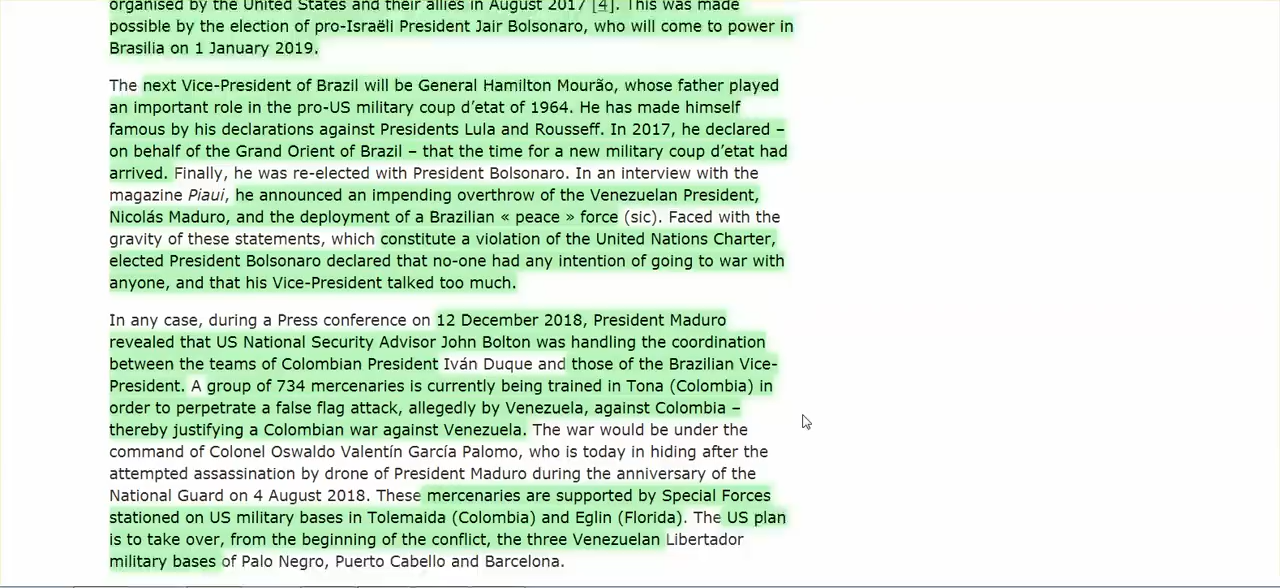 organised by the United States and their allies in August 2017 [4]. This was made
possible by the election of pro-Israëli President Jair Bolsonaro, who will come to power in
Brasilia on 1 January 2019.
The next Vice-President of Brazil will be General Hamilton Mourão, whose father played
an important role in the pro-US military coup d’etat of 1964. He has made himself
famous by his declarations against Presidents Lula and Rousseff. In 2017, he declared –
on behalf of the Grand Orient of Brazil – that the time for a new military coup d’etat had
arrived. Finally, he was re-elected with President Bolsonaro. In an interview with the
magazine Piaui, he announced an impending overthrow of the Venezuelan President,
Nicolás Maduro, and the deployment of a Brazilian « peace » force (sic). Faced with the
gravity of these statements, which constitute a violation of the United Nations Charter,
elected President Bolsonaro declared that no-one had any intention of going to war with
anyone, and that his Vice-President talked too much.
In any case, during a Press conference on 12 December 2018, President Maduro
revealed that US National Security Advisor John Bolton was handling the coordination
between the teams of Colombian President Iván Duque and those of the Brazilian Vice-
President. A group of 734 mercenaries is currently being trained in Tona (Colombia) in
order to perpetrate a false flag attack, allegedly by Venezuela, against Colombia –
thereby justifying a Colombian war against Venezuela. The war would be under the
command of Colonel Oswaldo Valentín García Palomo, who is today in hiding after the
attempted assassination by drone of President Maduro during the anniversary of the
National Guard on 4 August 2018. These mercenaries are supported by Special Forces
stationed on US military bases in Tolemaida (Colombia) and Eglin (Florida). The US plan
is to take over, from the beginning of the conflict, the three Venezuelan Libertador
military bases of Palo Negro, Puerto Cabello and Barcelona.